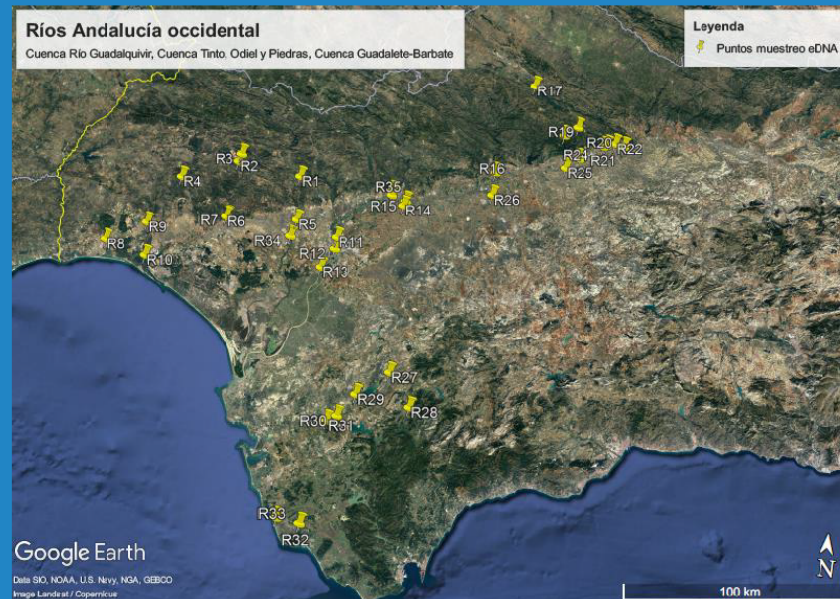 Ríos Andalucía occidental
Cuenca Río Guadalquivir, Cuenca Tinto, Odiel y Piedras, Cuenca Guadalete-Barbate
Leyenda
Puntos muestreo eDNA
R17
R19
R20
R22
R3
R2
R24
R21
R4
R1
R16
R25
R35
R26
R15
R14
R9
R7
R6
R5
R8
R34
R11
R10
R12
R13
R27
R29
R28
R30
R31
R33
R32
Google Earth
Data SIO, NOAA, U.S. Navy, NGA, GEBCO
Image Landsat / Copernicus
N
100 km